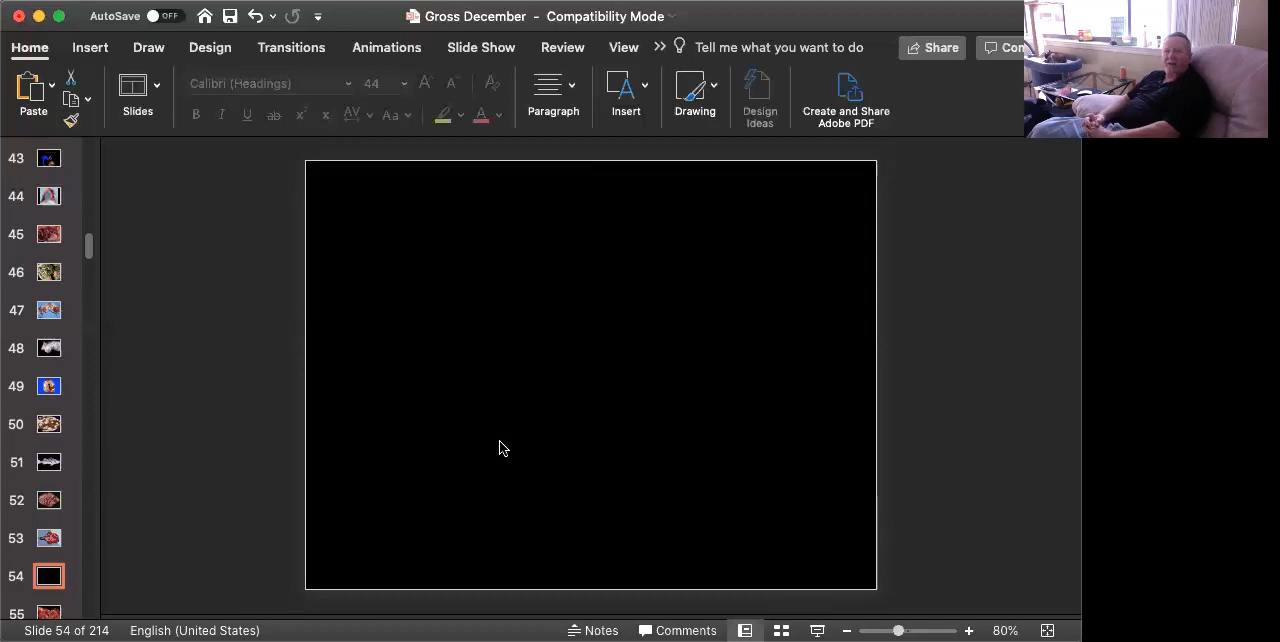 AutoSave OFF
Gross December - Compatibility Mode
Home Insert Draw Design Transitions Animations Slide Show Review View Tell me what you want to do Share
Calibri (Headings) 44
Paste Slides Paragraph Insert Drawing Design Ideas Create and Share Adobe PDF
43
44
45
46
47
48
49
50
51
52
53
54
55
Slide 54 of 214 English (United States) Notes Comments 80%